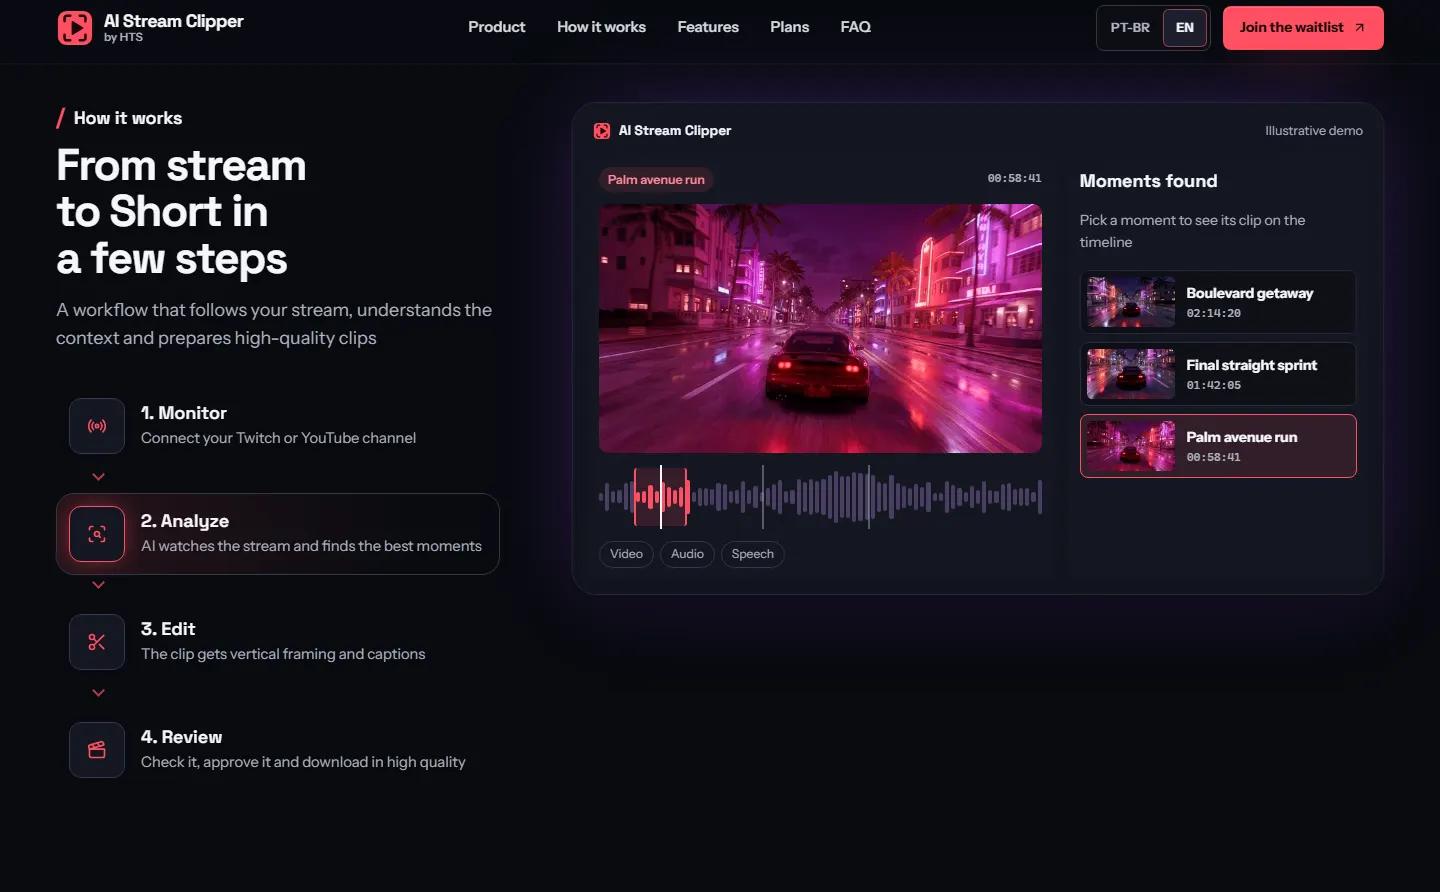 AI Stream Clipper
by HTS
Product
How it works
Features
Plans
FAQ
PT-BR
EN
Join the waitlist
How it works
From stream
to Short in
a few steps
A workflow that follows your stream, understands the
context and prepares high-quality clips
1. Monitor
Connect your Twitch or YouTube channel
2. Analyze
AI watches the stream and finds the best moments
3. Edit
The clip gets vertical framing and captions
4. Review
Check it, approve it and download in high quality
AI Stream Clipper
Illustrative demo
Palm avenue run
00:58:41
Video
Audio
Speech
Moments found
Pick a moment to see its clip on the
timeline
Boulevard getaway
02:14:20
Final straight sprint
01:42:05
Palm avenue run
00:58:41